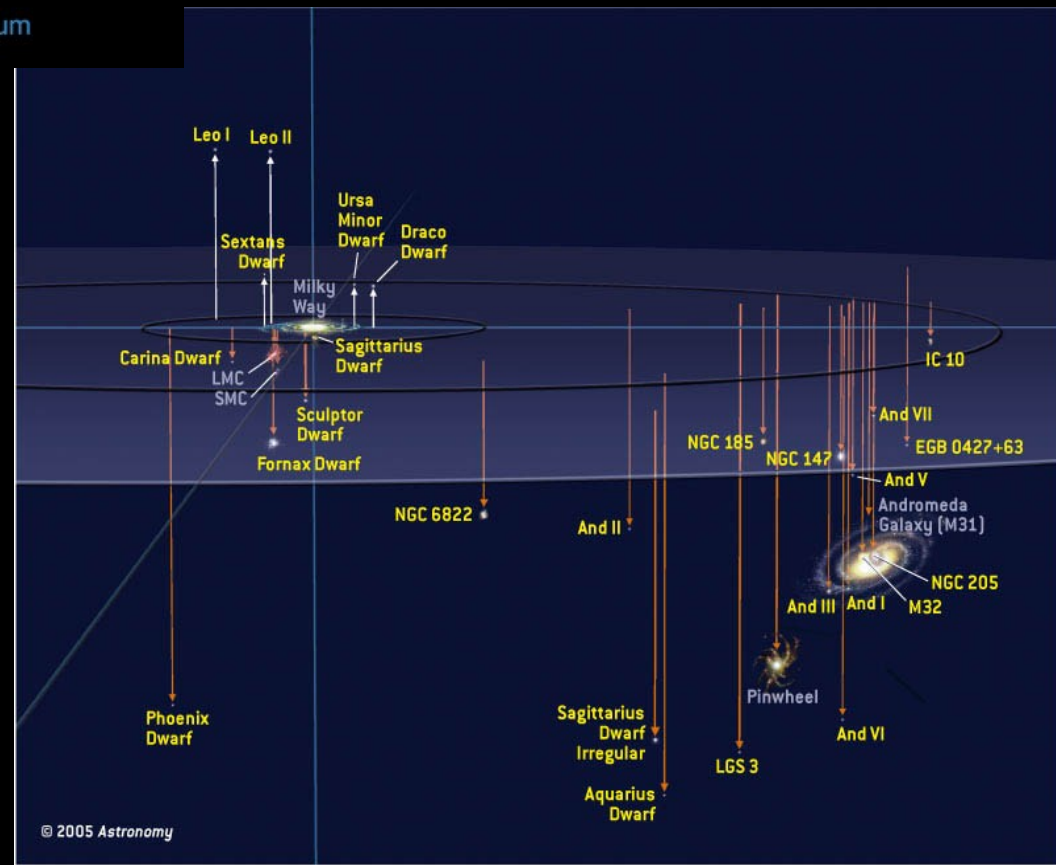 Leo I
Leo II
Ursa
Minor
Dwarf
Draco
Dwarf
Sextans
Dwarf
Milky
Way
Carina Dwarf
LMC
SMC
Sagittarius
Dwarf
IC 10
Sculptor
Dwarf
Fornax Dwarf
And VII
NGC 185
NGC 147
EGB 0427+63
And V
NGC 6822
And II
Andromeda
Galaxy (M31)
NGC 205
And III
And I
M32
Pinwheel
Phoenix
Dwarf
Sagittarius
Dwarf
Irregular
And VI
LGS 3
Aquarius
Dwarf
© 2005 Astronomy